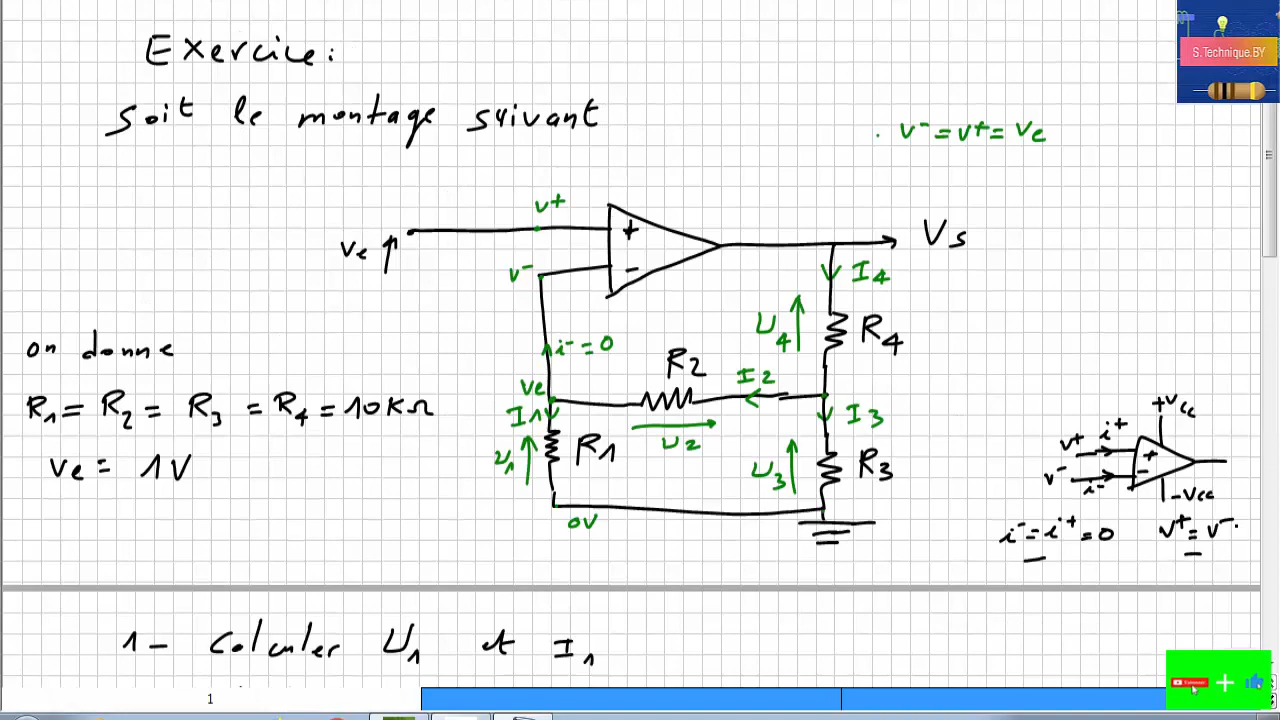 Exercice:
soit le montage suivant
S.Technique.BY
v- = v+ = ve
v+
+
Vs
ve
v-
-
I4
U4
R4
on donne
i- = 0
R2
I2
ve
R1 = R2 = R3 = R4 = 10KΩ
I1
I3
+Vcc
U2
U1
R1
U3
R3
v+ i+
+
ve = 1V
v- i-
-
-Vcc
0V
i- = i+ = 0
v+ = v-
1- Calculer U1 et I1
1